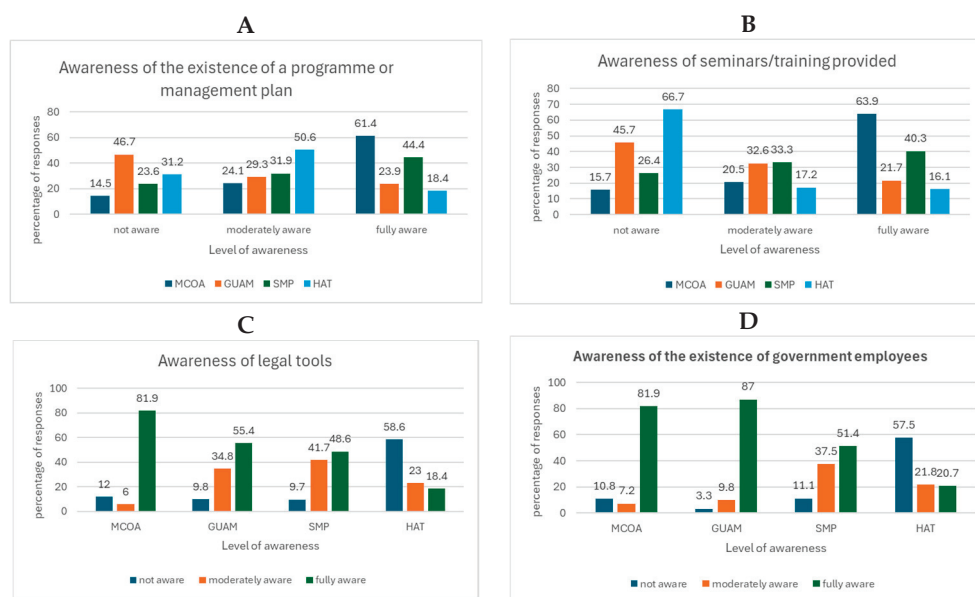 A
Awareness of the existence of a programme or
management plan
percentage of responses
80
60
40
20
0
14.5
46.7
23.6
31.2
24.1
29.3
31.9
50.6
61.4
23.9
44.4
18.4
not aware
moderately aware
fully aware
Level of awareness
MCOA GUAM SMP HAT
B
Awareness of seminars/training provided
percentage of responses
80
70
60
50
40
30
20
10
0
15.7
45.7
26.4
66.7
20.5
32.6
33.3
17.2
63.9
21.7
40.3
16.1
not aware
moderately aware
fully aware
Level of awareness
MCOA GUAM SMP HAT
C
Awareness of legal tools
percentage of responses
100
80
60
40
20
0
12
6
81.9
9.8
34.8
55.4
9.7
41.7
48.6
58.6
23
18.4
MCOA
GUAM
SMP
HAT
Level of awareness
not aware moderately aware fully aware
D
Awareness of the existence of government employees
percentage of responses
100
80
60
40
20
0
10.8
7.2
81.9
3.3
9.8
87
11.1
37.5
51.4
57.5
21.8
20.7
MCOA
GUAM
SMP
HAT
Level of awareness
not aware moderately aware fully aware